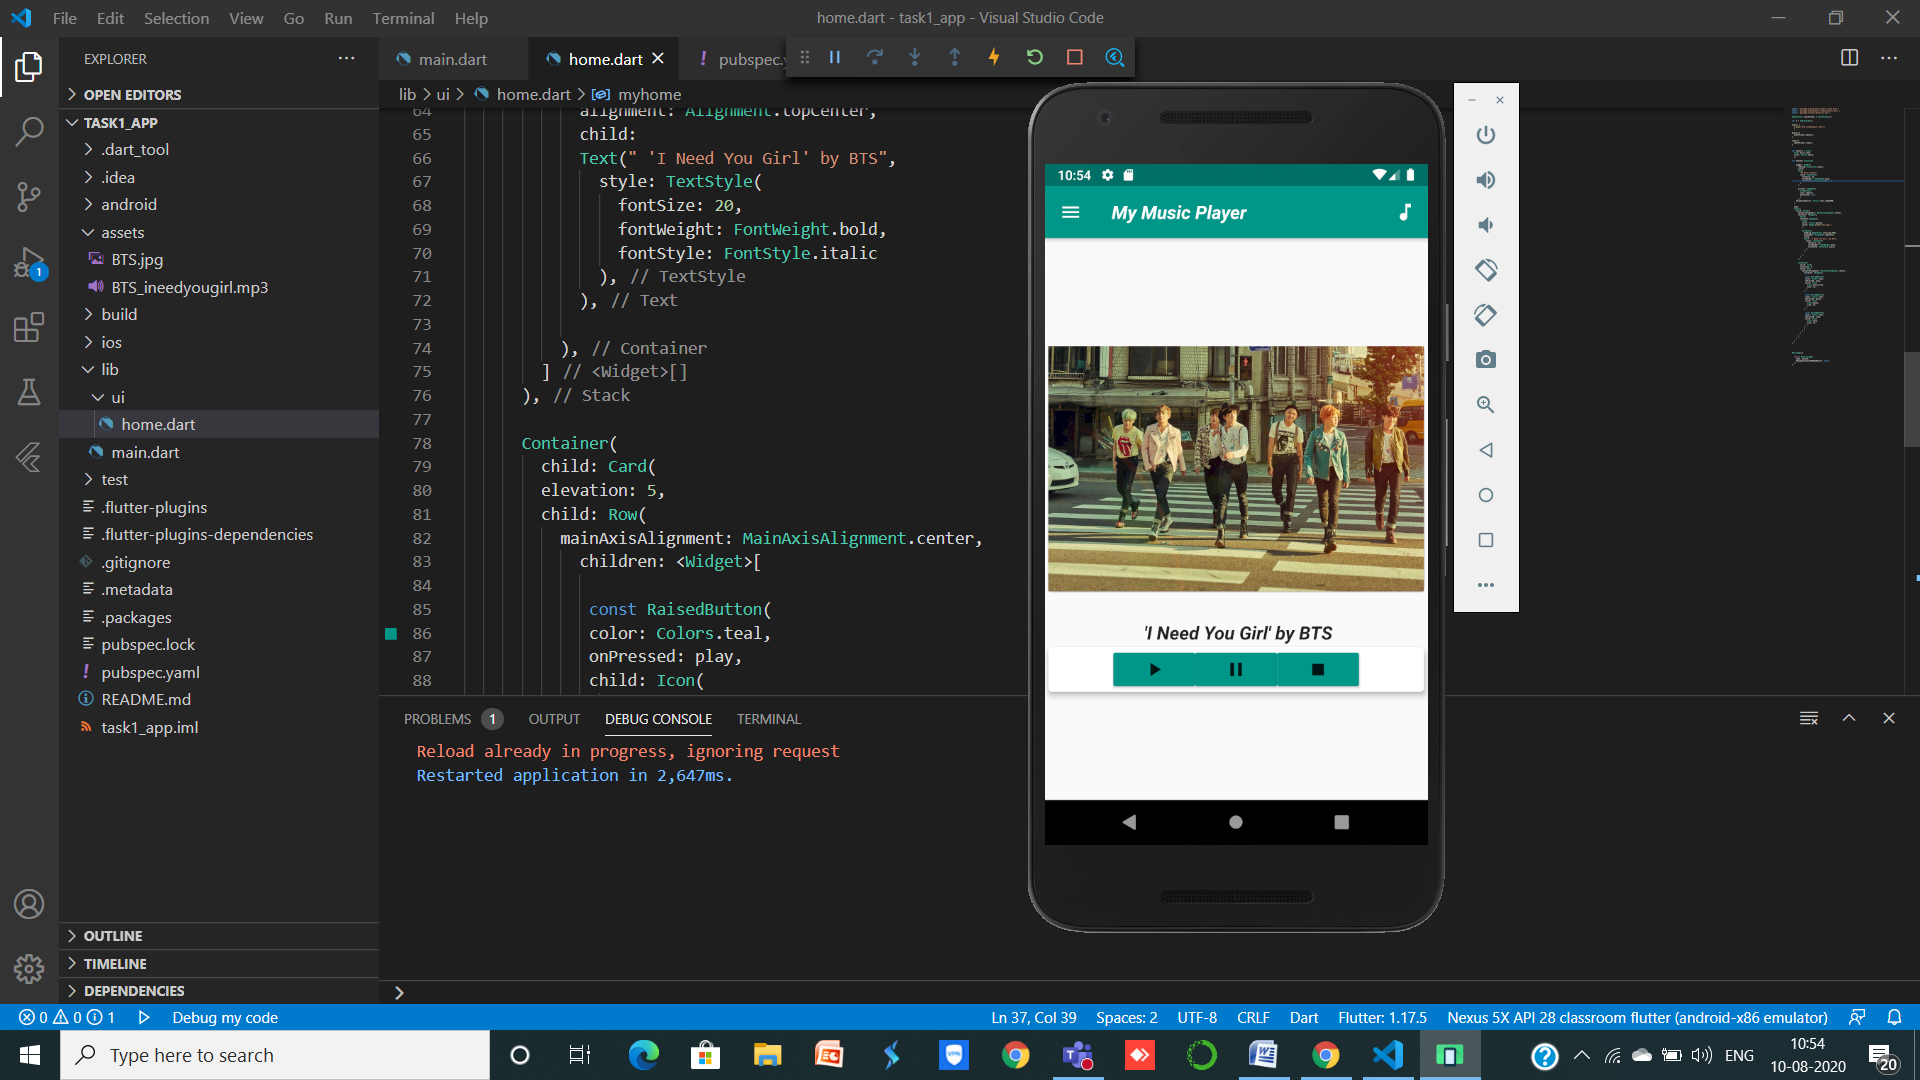 File Edit Selection View Go Run Terminal Help
home.dart - task1_app - Visual Studio Code
EXPLORER
main.dart
home.dart
! pubspec.y
OPEN EDITORS
lib > ui > home.dart > myhome
TASK1_APP
.dart_tool
.idea
android
assets
BTS.jpg
BTS_ineedyougirl.mp3
build
ios
lib
ui
home.dart
main.dart
test
.flutter-plugins
.flutter-plugins-dependencies
.gitignore
.metadata
.packages
pubspec.lock
! pubspec.yaml
README.md
task1_app.iml
OUTLINE
TIMELINE
DEPENDENCIES
64 alignment: Alignment.topCenter,
65 child:
66 Text(" 'I Need You Girl' by BTS",
67 style: TextStyle(
68 fontSize: 20,
69 fontWeight: FontWeight.bold,
70 fontStyle: FontStyle.italic
71 ), // TextStyle
72 ), // Text
73
74 ), // Container
75 ] // <Widget>[]
76 ), // Stack
77
78 Container(
79 child: Card(
80 elevation: 5,
81 child: Row(
82 mainAxisAlignment: MainAxisAlignment.center,
83 children: <Widget>[
84
85 const RaisedButton(
86 color: Colors.teal,
87 onPressed: play,
88 child: Icon(
PROBLEMS 1 OUTPUT DEBUG CONSOLE TERMINAL
Reload already in progress, ignoring request
Restarted application in 2,647ms.
10:54
My Music Player
'I Need You Girl' by BTS
0 0 1 Debug my code
Ln 37, Col 39 Spaces: 2 UTF-8 CRLF Dart Flutter: 1.17.5 Nexus 5X API 28 classroom flutter (android-x86 emulator)
Type here to search
VPN
ENG
10:54
10-08-2020
20
1